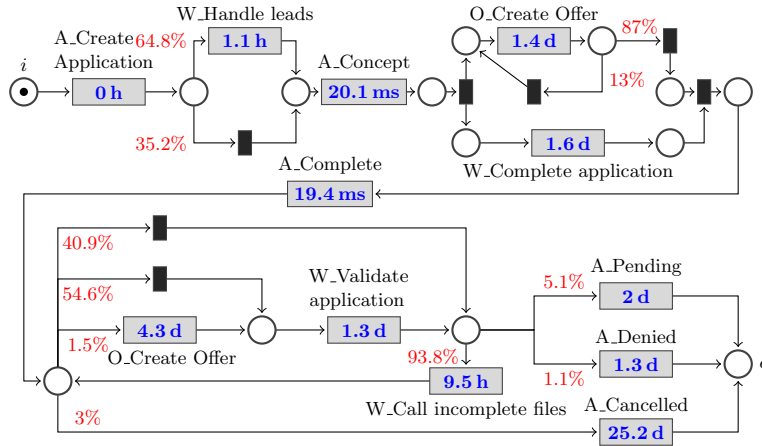 W_Handle leads
O_Create Offer
A_Create
Application
64.8%
1.1 h
1.4 d
87%
i
A_Concept
0 h
20.1 ms
13%
35.2%
1.6 d
W_Complete application
A_Complete
19.4 ms
40.9%
54.6%
W_Validate
application
A_Pending
5.1%
2 d
4.3 d
1.3 d
1.5%
O_Create Offer
93.8%
A_Denied
1.3 d
1.1%
9.5 h
W_Call incomplete files
A_Cancelled
3%
25.2 d